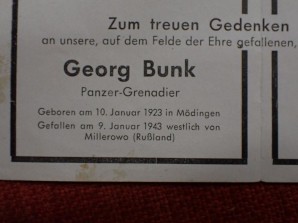 Zum treuen Gedenken
an unsere, auf dem Felde der Ehre gefallenen,
Georg Bunk
Panzer-Grenadier
Geboren am 10. Januar 1923 in Mödingen
Gefallen am 9. Januar 1943 westlich von
Millerowo (Rußland)